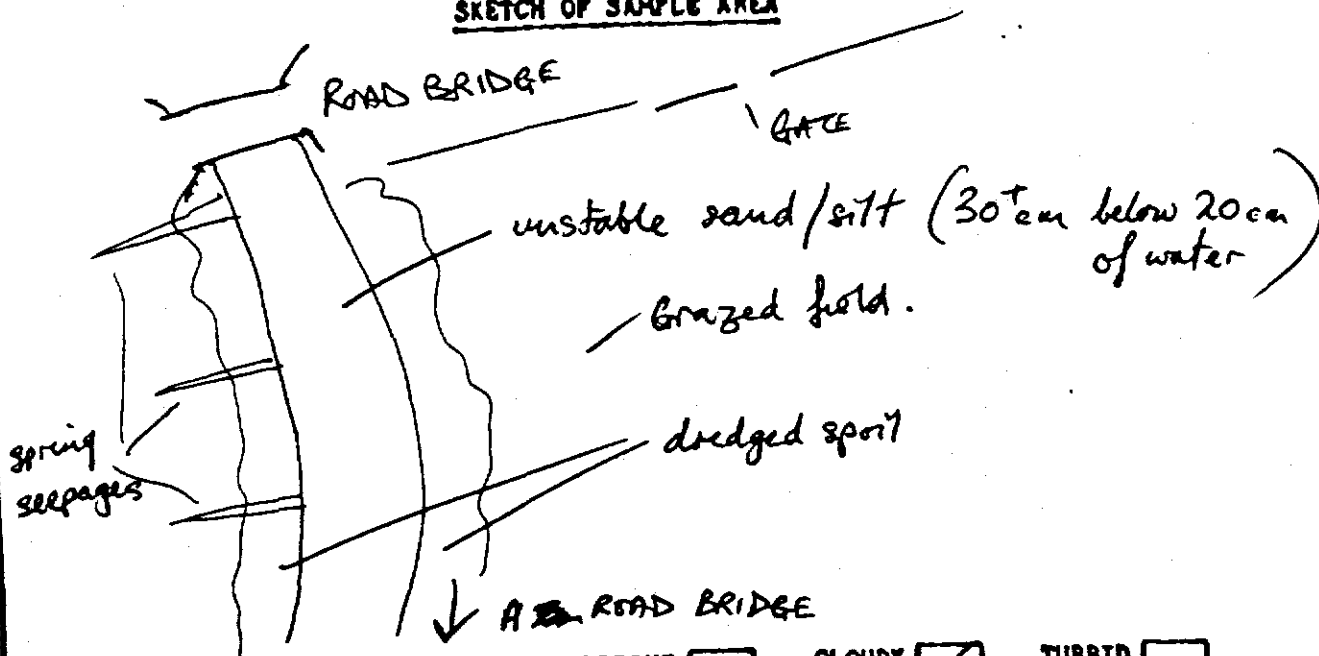 SKETCH OF SAMPLE AREA
ROAD BRIDGE
GATE
unstable sand/silt (30+cm below 20cm
of water)
Grazed field.
dredged spoil
spring
seepages
A ROAD BRIDGE
CLOUDY TURBID